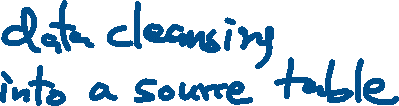 data cleansing
into a source table